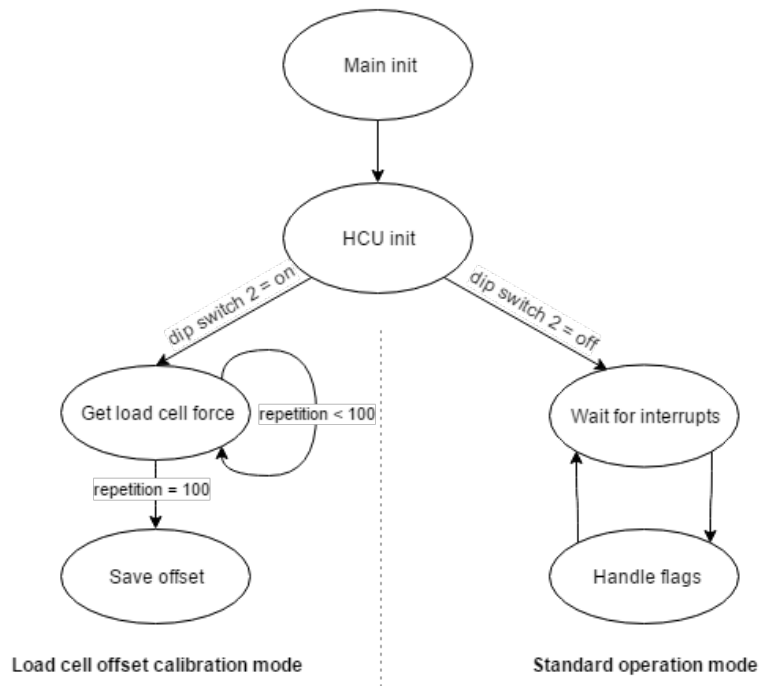 Main init
HCU init
dip switch 2 = on
dip switch 2 = off
Get load cell force
repetition < 100
Wait for interrupts
repetition = 100
Save offset
Handle flags
Load cell offset calibration mode
Standard operation mode